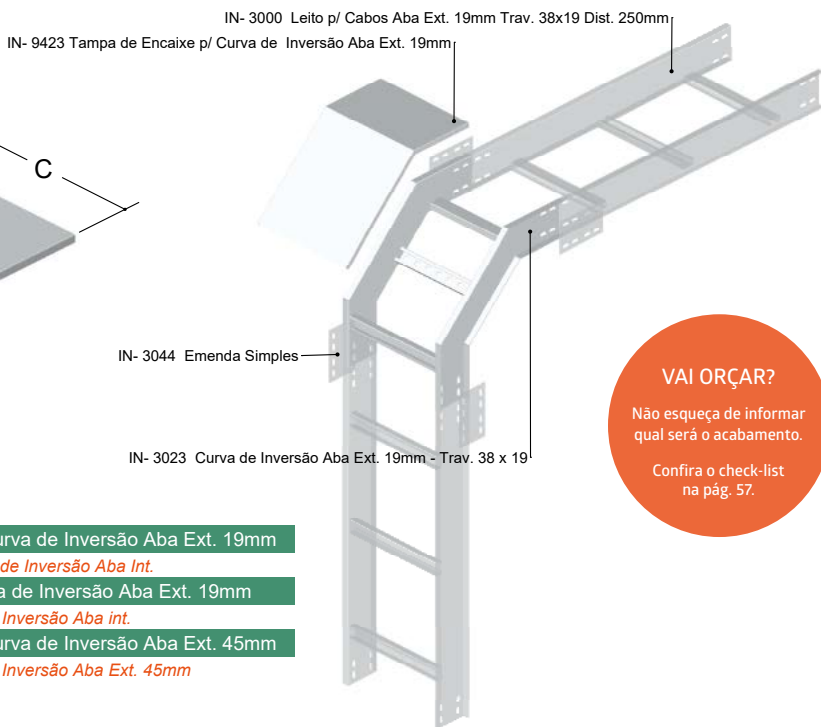 IN- 3000  Leito p/ Cabos Aba Ext. 19mm Trav. 38x19 Dist. 250mm
IN- 9423 Tampa de Encaixe p/ Curva de  Inversão Aba Ext. 19mm
C
IN- 3044  Emenda Simples
VAI ORÇAR?
Não esqueça de informar
qual será o acabamento.
Confira o check-list
na pág. 57.
IN- 3023  Curva de Inversão Aba Ext. 19mm - Trav. 38 x 19
urva de Inversão Aba Ext. 19mm
de Inversão Aba Int.
a de Inversão Aba Ext. 19mm
Inversão Aba int.
urva de Inversão Aba Ext. 45mm
Inversão Aba Ext. 45mm